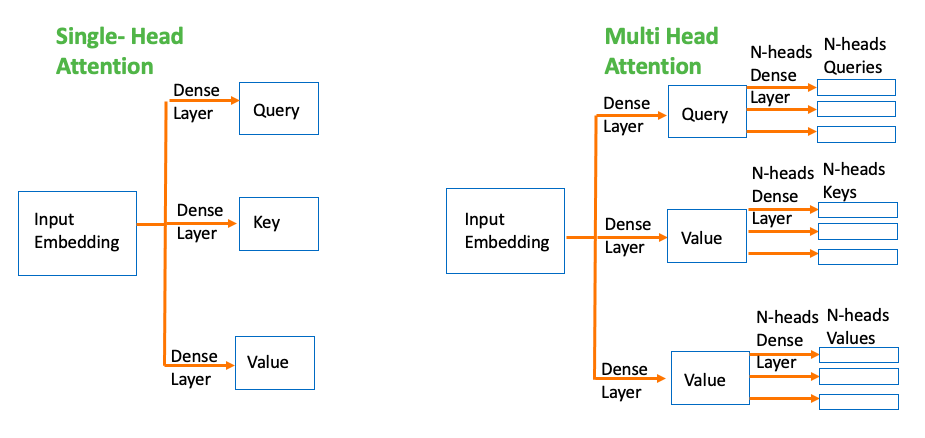 Single- Head
Attention
Dense
Layer
Query
Input
Embedding
Dense
Layer
Key
Dense
Layer
Value
Multi Head
Attention
N-heads
Dense
Layer
N-heads
Queries
Dense
Layer
Query
Input
Embedding
Dense
Layer
Value
N-heads
Dense
Layer
N-heads
Keys
Dense
Layer
Value
N-heads
Dense
Layer
N-heads
Values